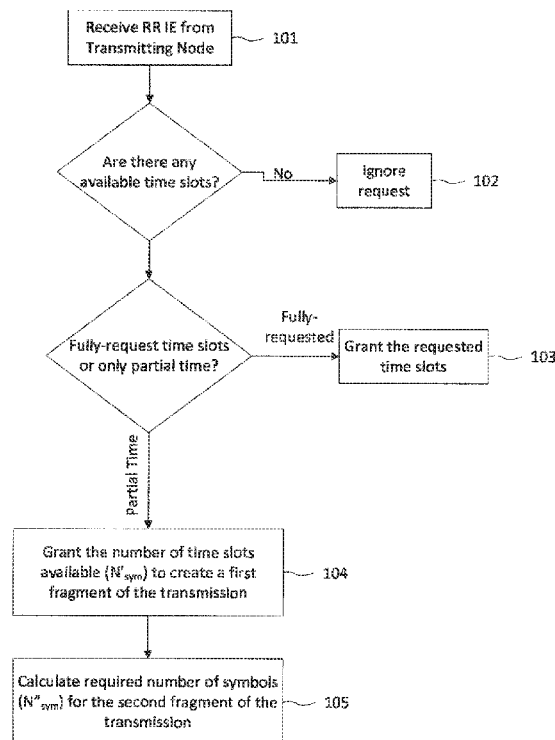 Receive RR IE from
Transmitting Node
101
Are there any
available time slots?
No
Ignore
request
102
Fully-request time slots
or only partial time?
Fully-
requested
Grant the requested
time slots
103
Partial Time
Grant the number of time slots
available (N'sym) to create a first
fragment of the transmission
104
Calculate required number of symbols
(N"sym) for the second fragment of the
transmission
105